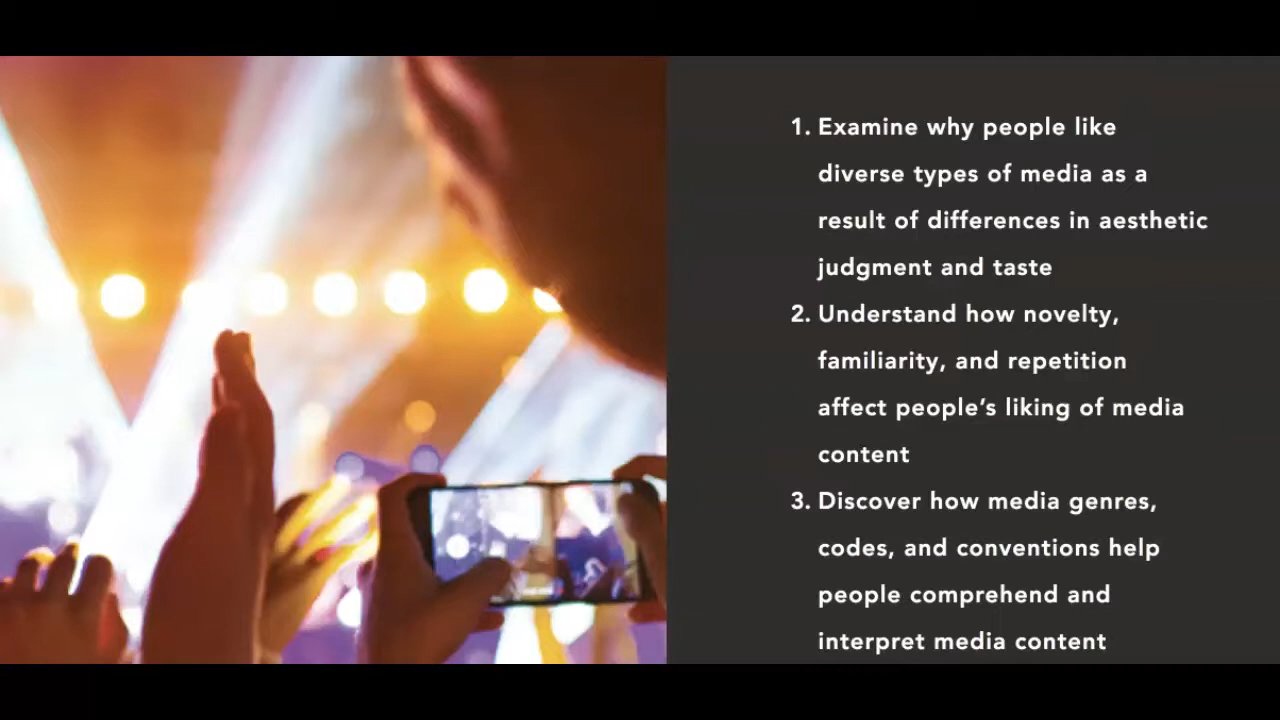 1. Examine why people like
diverse types of media as a
result of differences in aesthetic
judgment and taste
2. Understand how novelty,
familiarity, and repetition
affect people’s liking of media
content
3. Discover how media genres,
codes, and conventions help
people comprehend and
interpret media content